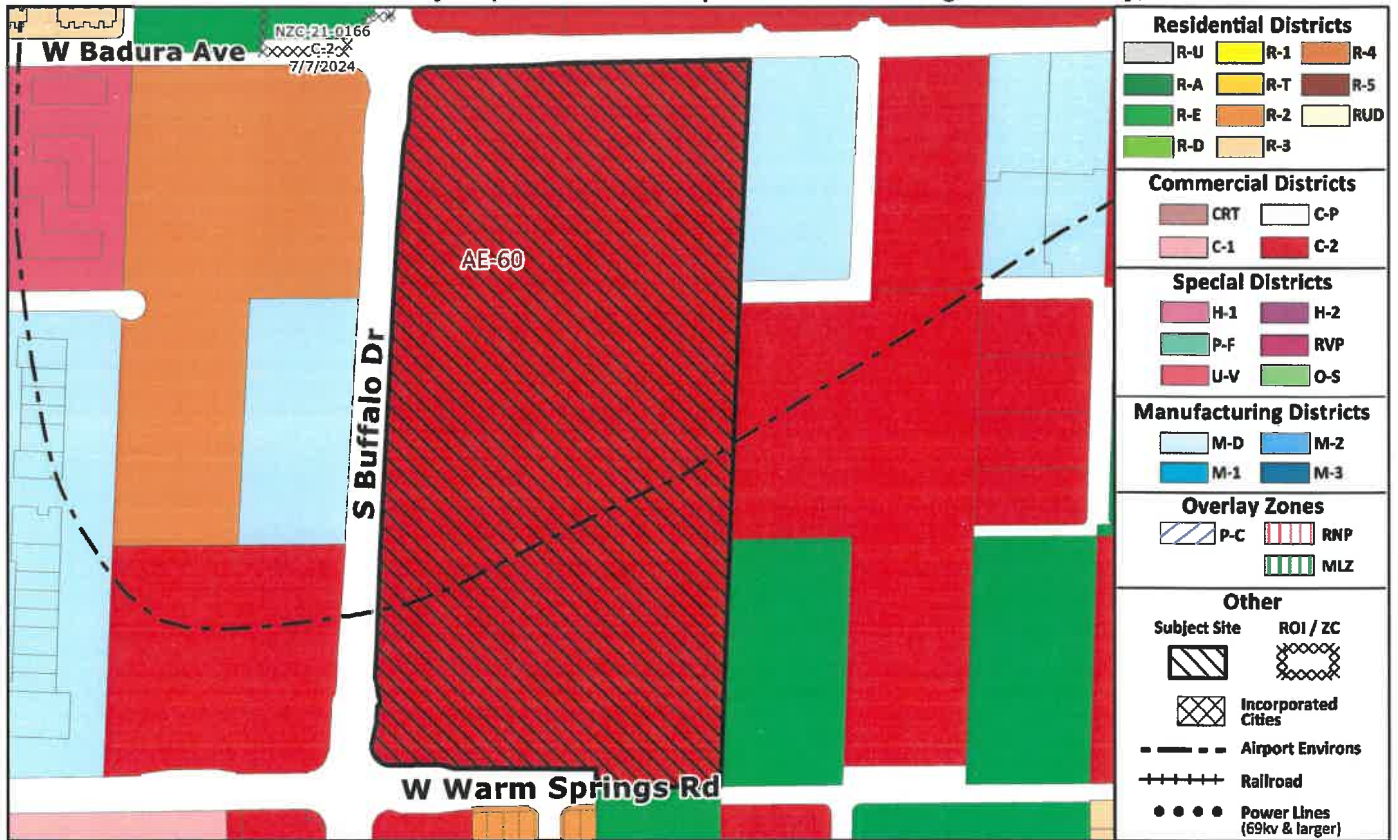 W Badura Ave
NZC-21-0166
C-2
7/7/2024
AE-60
S Buffalo Dr
W Warm Springs Rd
Residential Districts
R-U R-1 R-4
R-A R-T R-5
R-E R-2 RUD
R-D R-3
Commercial Districts
CRT C-P
C-1 C-2
Special Districts
H-1 H-2
P-F RVP
U-V O-S
Manufacturing Districts
M-D M-2
M-1 M-3
Overlay Zones
P-C RNP
MLZ
Other
Subject Site ROI / ZC
Incorporated
Cities
Airport Environs
Railroad
Power Lines
(69kv & larger)